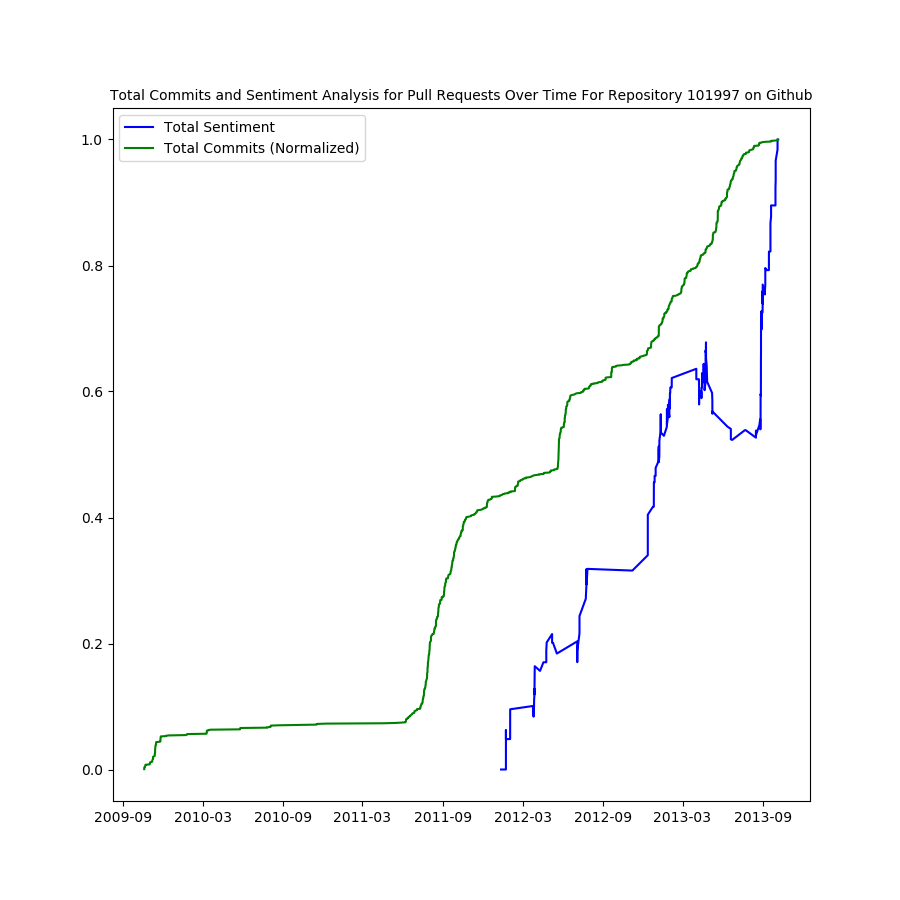 Total Commits and Sentiment Analysis for Pull Requests Over Time For Repository 101997 on Github
Total Sentiment
Total Commits (Normalized)
1.0
0.8
0.6
0.4
0.2
0.0
2009-09 2010-03 2010-09 2011-03 2011-09 2012-03 2012-09 2013-03 2013-09